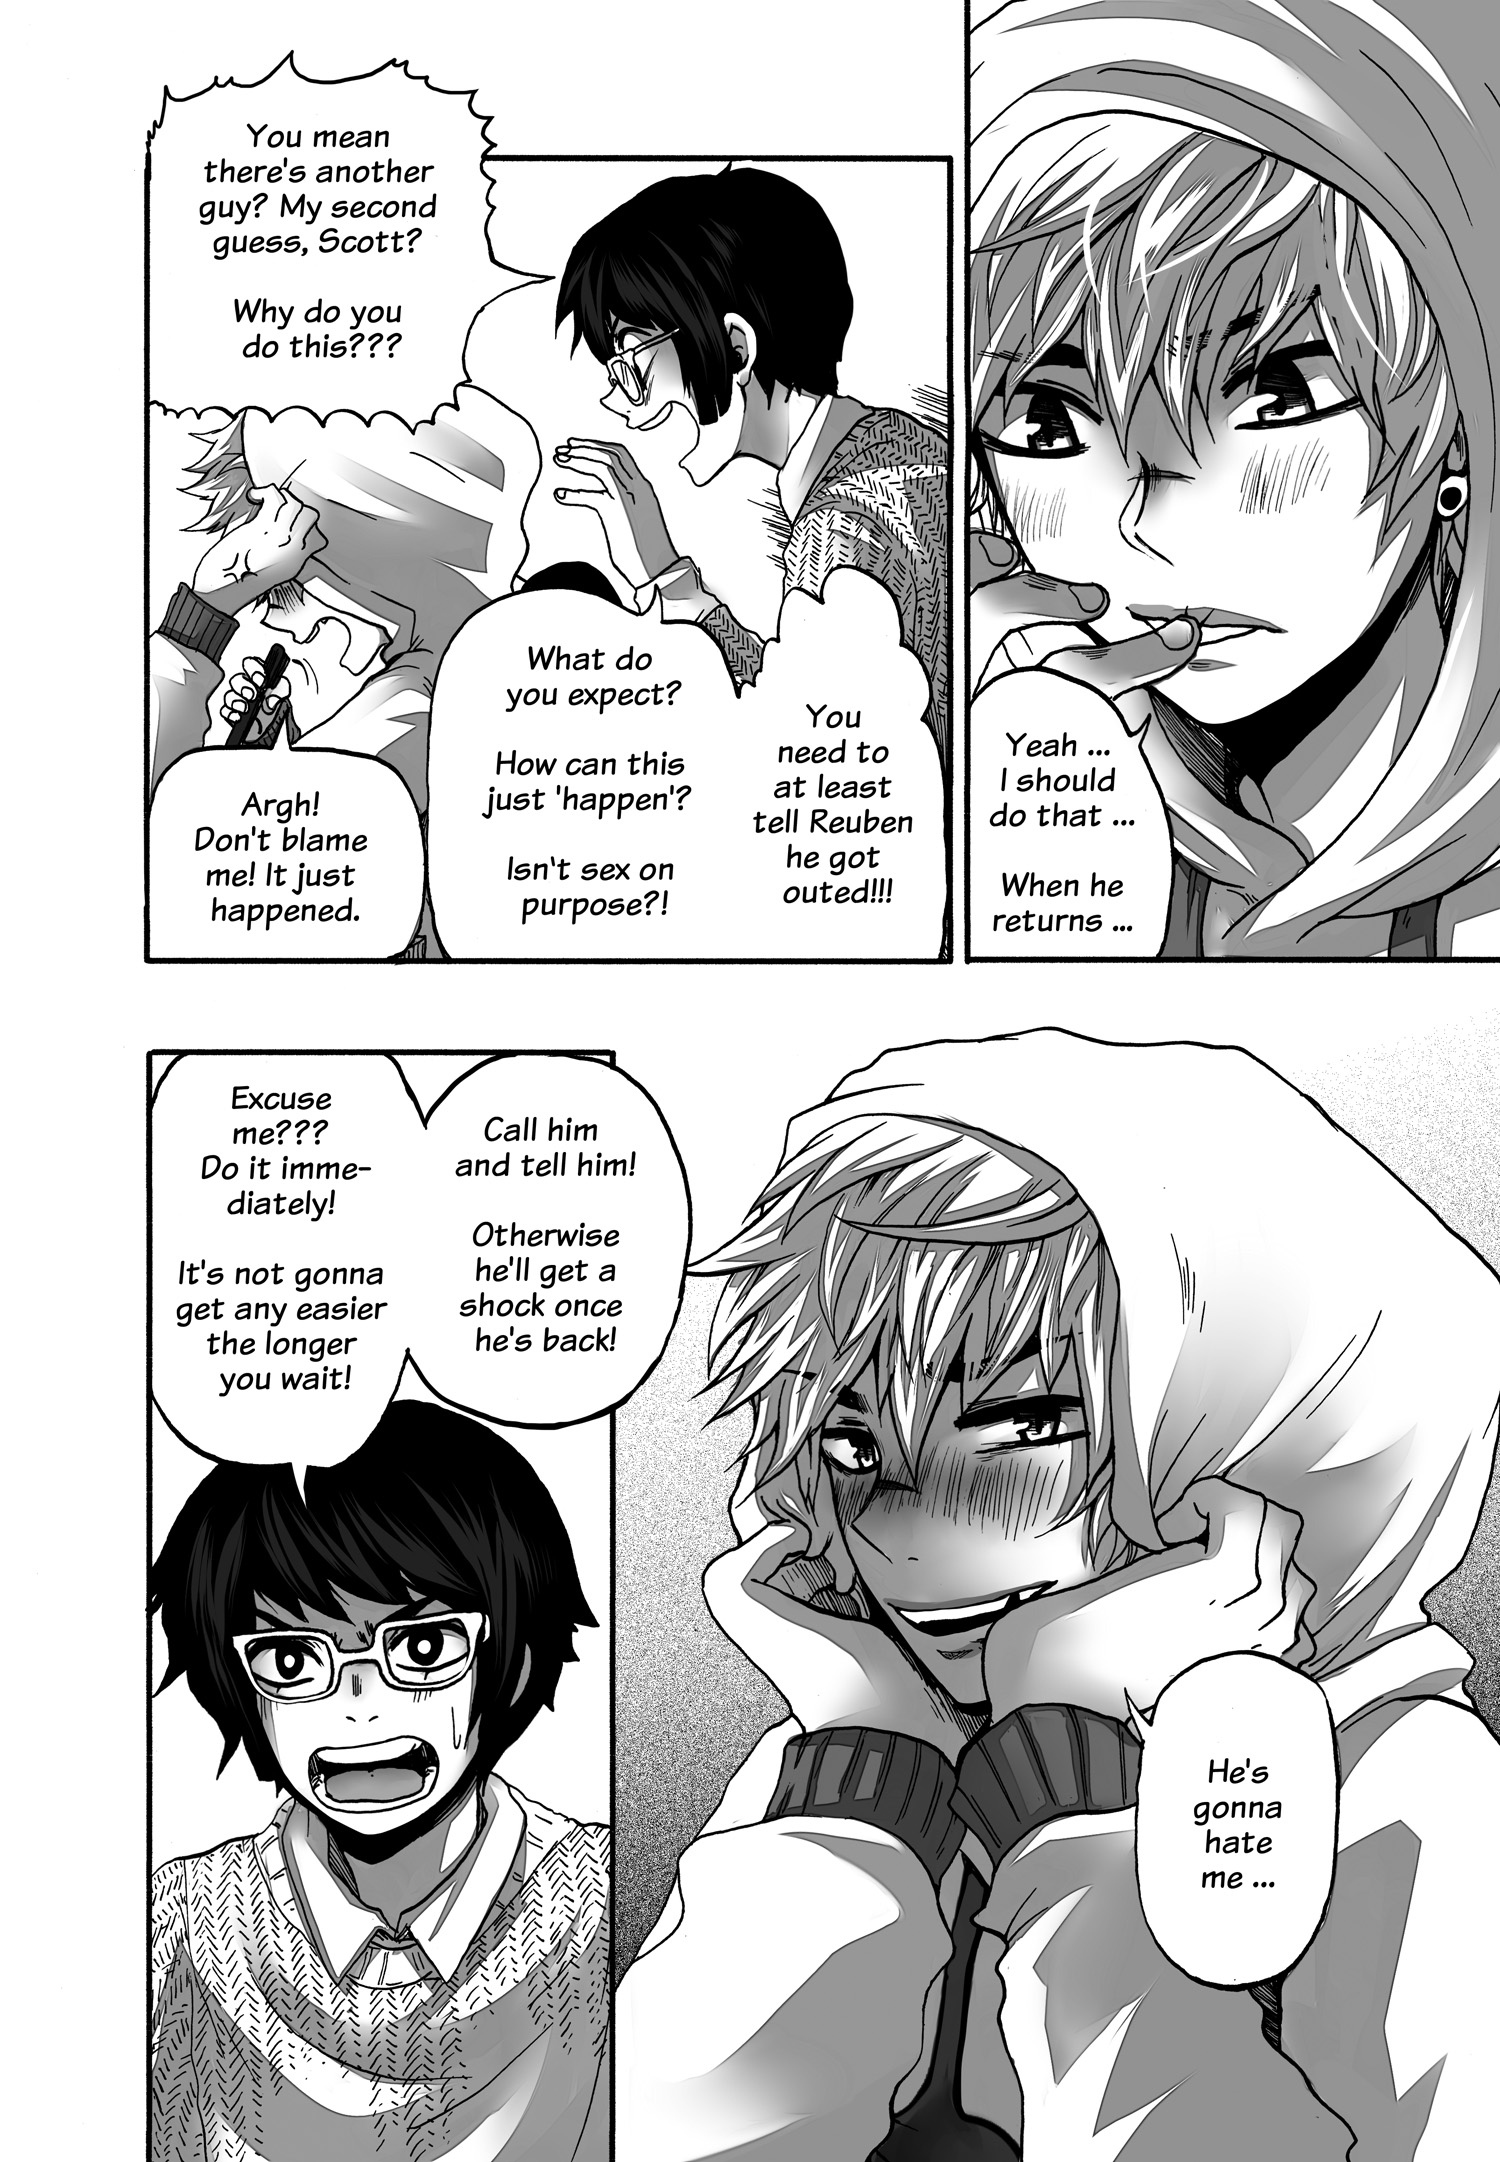 You mean
there's another
guy? My second
guess, Scott?
Why do you
do this???
Argh!
Don't blame
me! It just
happened.
What do
you expect?
How can this
just 'happen'?
Isn't sex on
purpose?!
You
need to
at least
tell Reuben
he got
outed!!!
Yeah ...
I should
do that ...
When he
returns ...
Excuse
me???
Do it imme-
diately!
It's not gonna
get any easier
the longer
you wait!
Call him
and tell him!
Otherwise
he'll get a
shock once
he's back!
He's
gonna
hate
me ...